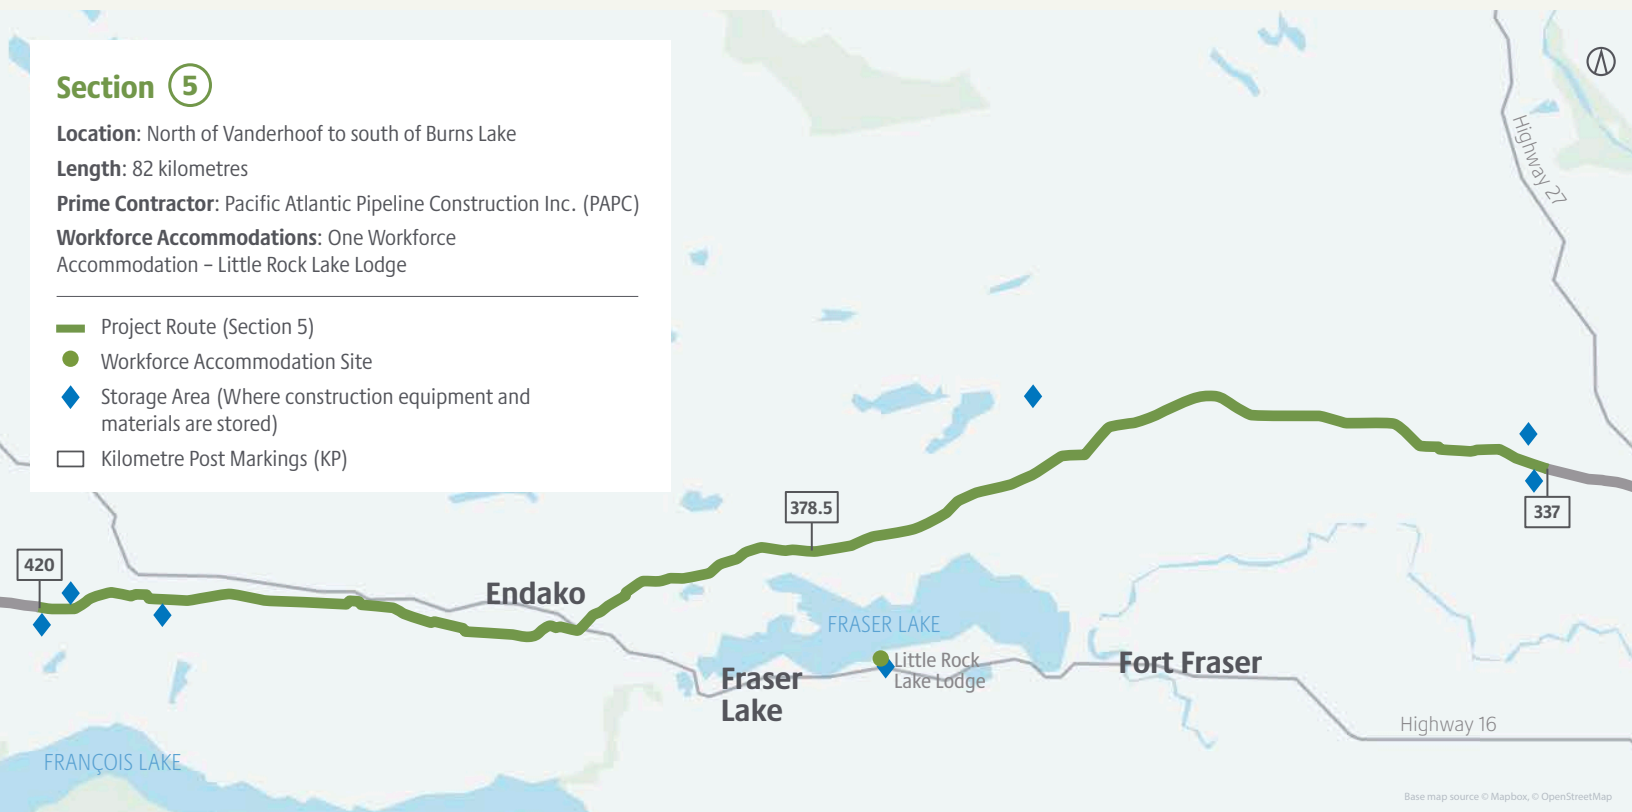 Section 5
Location: North of Vanderhoof to south of Burns Lake
Length: 82 kilometres
Prime Contractor: Pacific Atlantic Pipeline Construction Inc. (PAPC)
Workforce Accommodations: One Workforce
Accommodation – Little Rock Lake Lodge
Project Route (Section 5)
Workforce Accommodation Site
Storage Area (Where construction equipment and
materials are stored)
Kilometre Post Markings (KP)
Highway 27
378.5
337
420
Endako
FRASER LAKE
Little Rock
Lake Lodge
Fort Fraser
Fraser
Lake
Highway 16
FRANÇOIS LAKE
Base map source © Mapbox, © OpenStreetMap